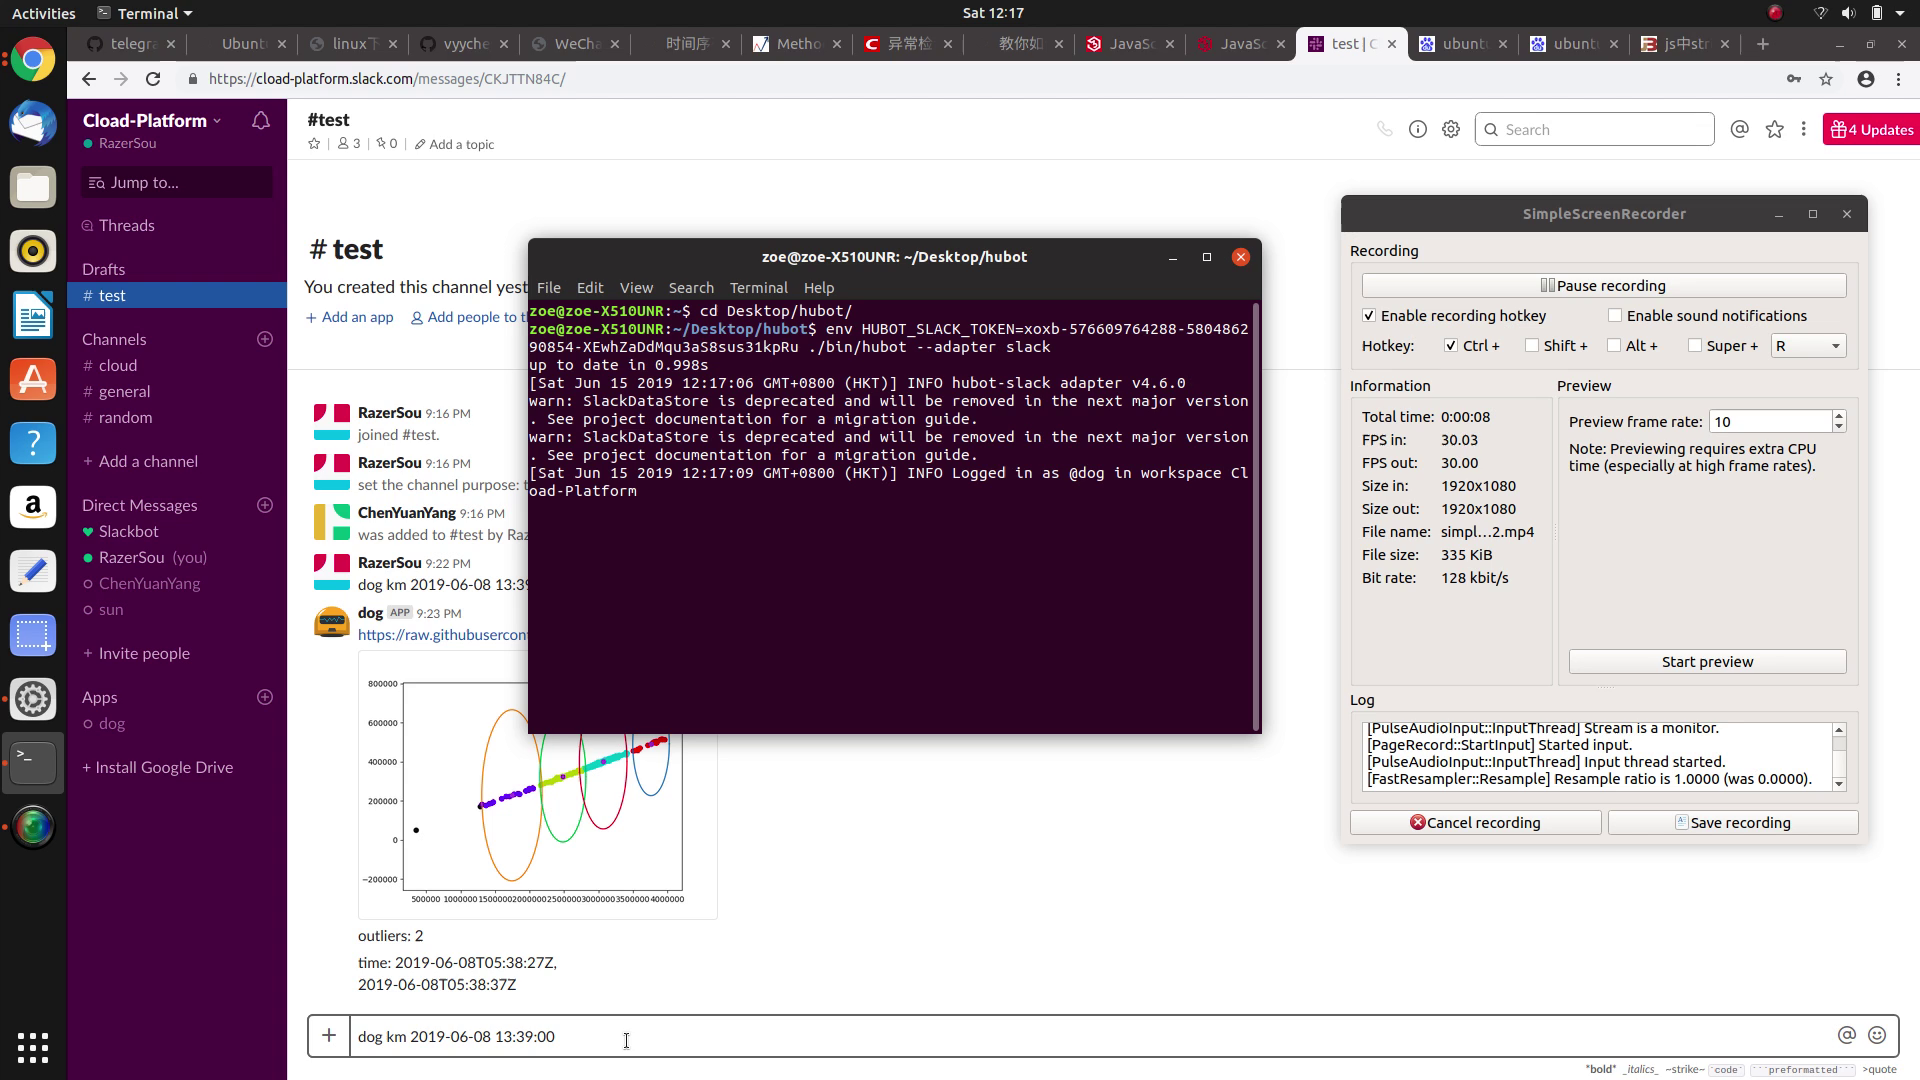 Activities
Terminal
Sat 12:17
telegra
Ubuntu
linux下
vyyche
WeCha
时间序
Metho
异常检
教你如
JavaSc
JavaSc
test | C
ubuntu
ubuntu
js中str
https://cload-platform.slack.com/messages/CKJTTN84C/
Cload-Platform
RazerSou
Jump to...
Threads
Drafts
# test
Channels
# cloud
# general
# random
+ Add a channel
Direct Messages
Slackbot
RazerSou (you)
ChenYuanYang
sun
+ Invite people
Apps
dog
+ Install Google Drive
#test
3
0
Add a topic
Search
4 Updates
# test
You created this channel yest
+ Add an app
Add people to th
RazerSou 9:16 PM
joined #test.
RazerSou 9:16 PM
set the channel purpose: t
ChenYuanYang 9:16 PM
was added to #test by Raz
RazerSou 9:22 PM
dog km 2019-06-08 13:39
dog APP 9:23 PM
https://raw.githubusercon
800000
600000
400000
200000
0
−200000
500000 1000000 1500000 2000000 2500000 3000000 3500000 4000000
outliers: 2
time: 2019-06-08T05:38:27Z,
2019-06-08T05:38:37Z
dog km 2019-06-08 13:39:00
*bold* _italics_ ~strike~ `code` ```preformatted``` >quote
zoe@zoe-X510UNR: ~/Desktop/hubot
File Edit View Search Terminal Help
zoe@zoe-X510UNR:~$ cd Desktop/hubot/
zoe@zoe-X510UNR:~/Desktop/hubot$ env HUBOT_SLACK_TOKEN=xoxb-576609764288-5804862
90854-XEwhZaDdMqu3aS8sus31kpRu ./bin/hubot --adapter slack
up to date in 0.998s
[Sat Jun 15 2019 12:17:06 GMT+0800 (HKT)] INFO hubot-slack adapter v4.6.0
warn: SlackDataStore is deprecated and will be removed in the next major version
. See project documentation for a migration guide.
warn: SlackDataStore is deprecated and will be removed in the next major version
. See project documentation for a migration guide.
[Sat Jun 15 2019 12:17:09 GMT+0800 (HKT)] INFO Logged in as @dog in workspace Cl
oad-Platform
SimpleScreenRecorder
Recording
Pause recording
Enable recording hotkey
Enable sound notifications
Hotkey:
Ctrl +
Shift +
Alt +
Super +
R
Information
Total time: 0:00:08
FPS in: 30.03
FPS out: 30.00
Size in: 1920x1080
Size out: 1920x1080
File name: simpl...2.mp4
File size: 335 KiB
Bit rate: 128 kbit/s
Preview
Preview frame rate: 10
Note: Previewing requires extra CPU
time (especially at high frame rates).
Start preview
Log
[PulseAudioInput::InputThread] Stream is a monitor.
[PageRecord::StartInput] Started input.
[PulseAudioInput::InputThread] Input thread started.
[FastResampler::Resample] Resample ratio is 1.0000 (was 0.0000).
Cancel recording
Save recording